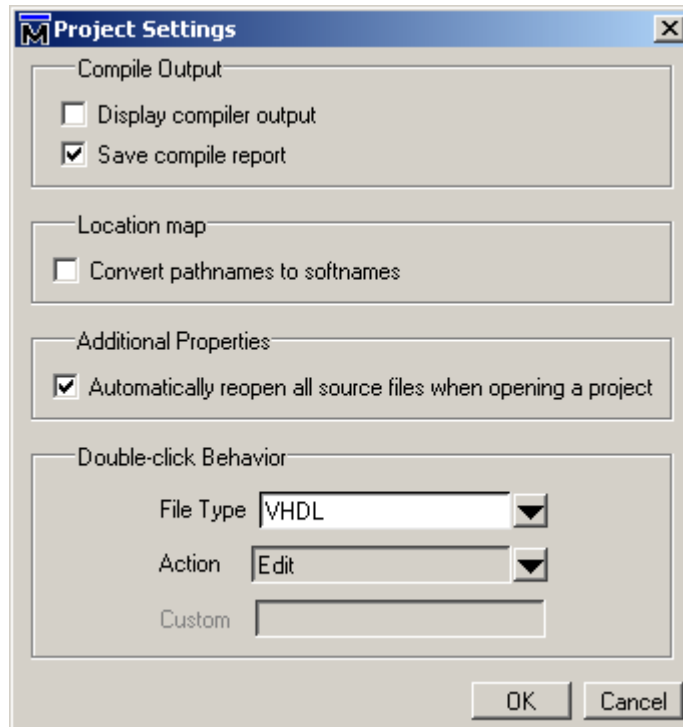 Project Settings
Compile Output
Display compiler output
Save compile report
Location map
Convert pathnames to softnames
Additional Properties
Automatically reopen all source files when opening a project
Double-click Behavior
File Type VHDL
Action Edit
Custom
OK Cancel